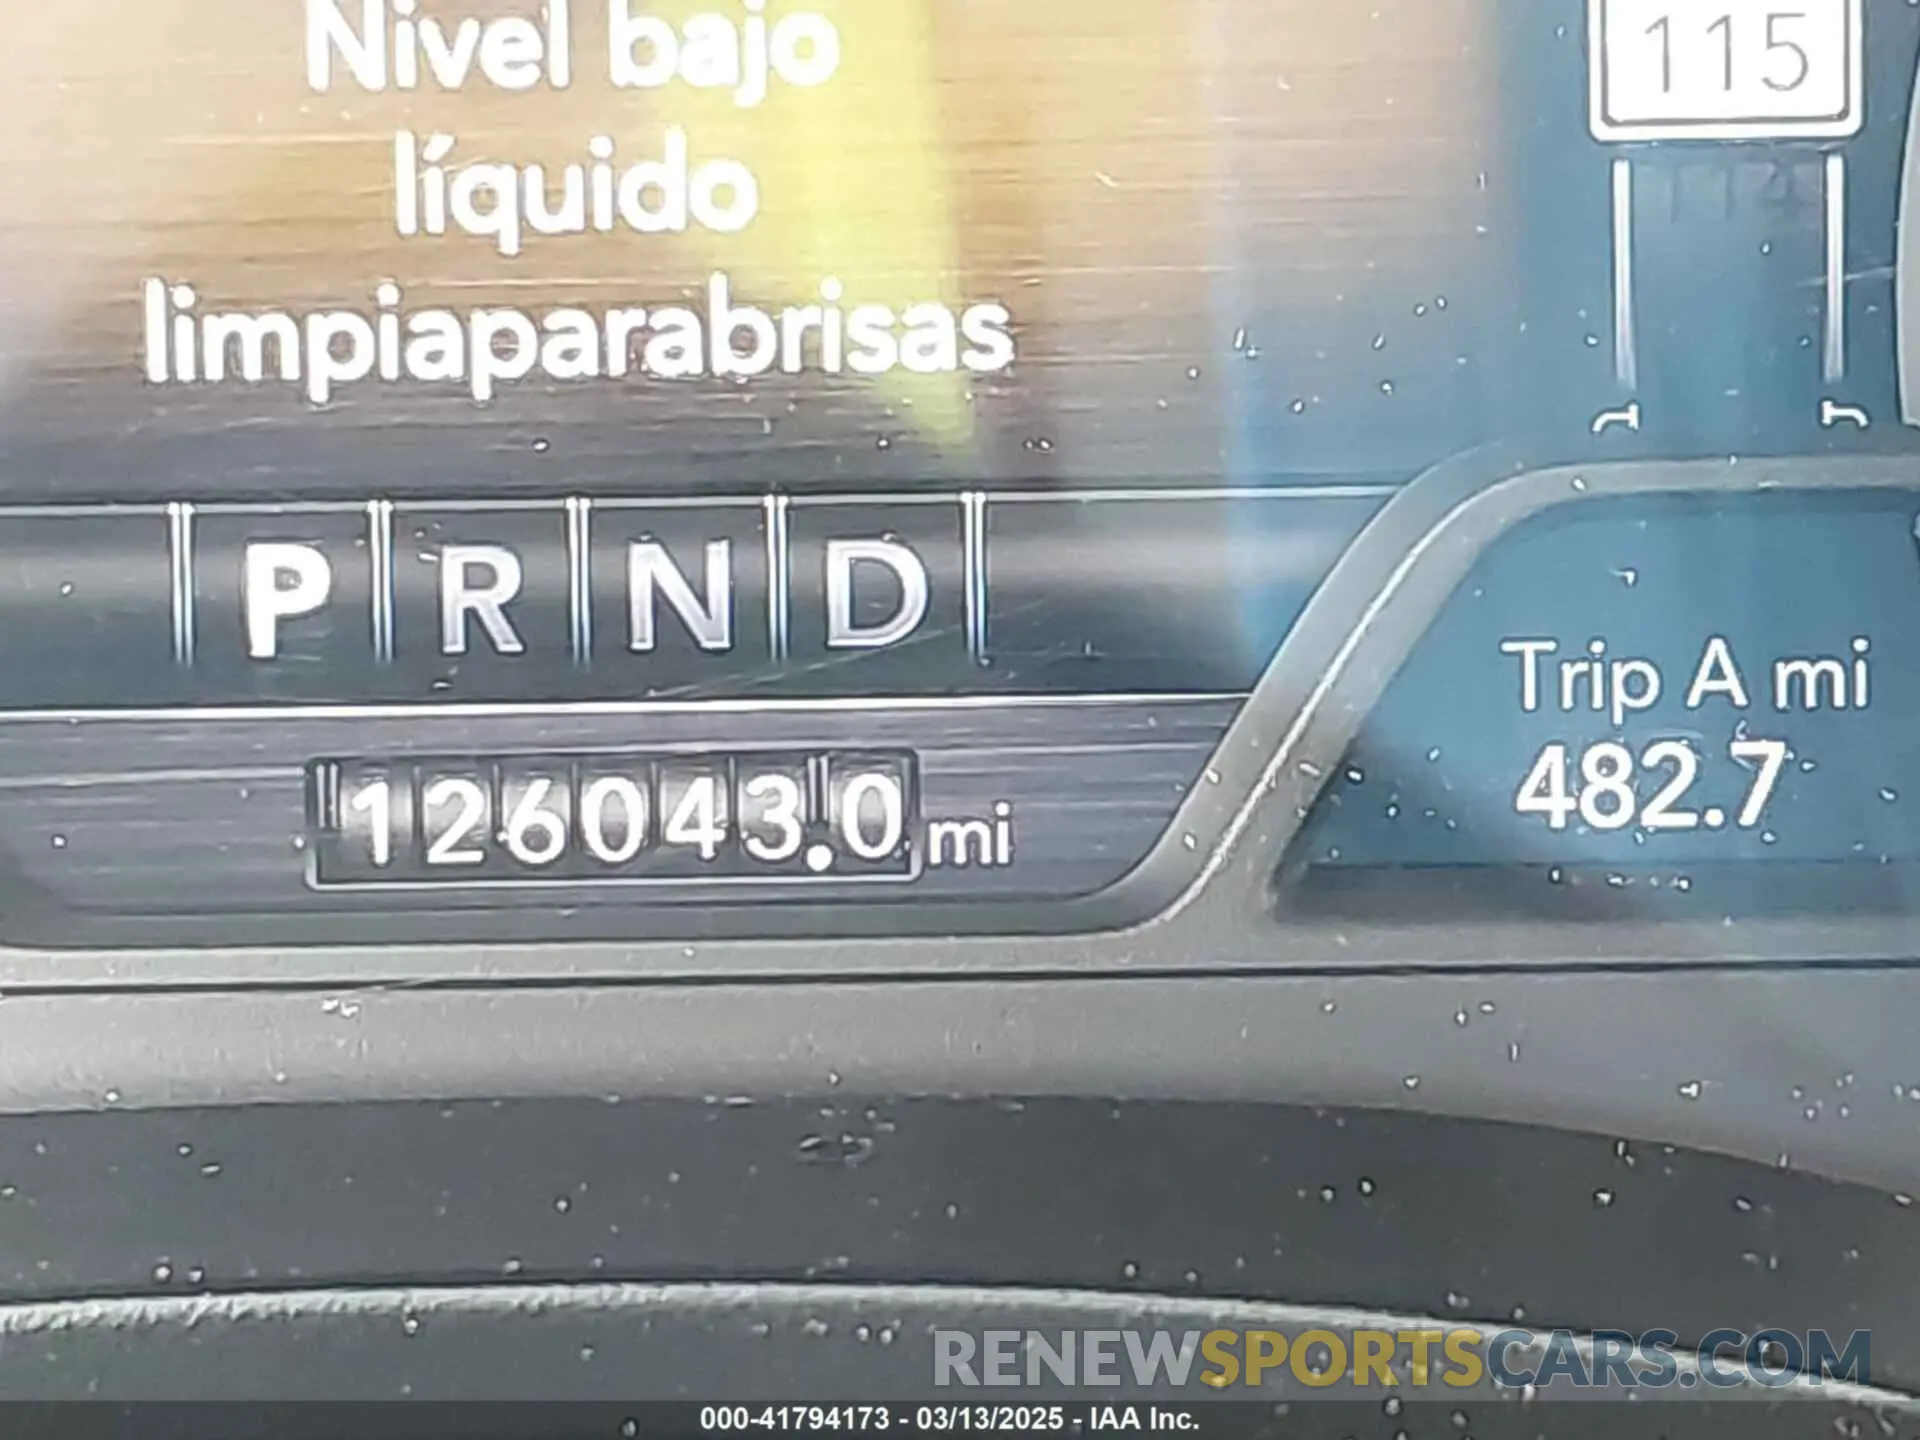 Nivel bajo
líquido
limpiaparabrisas
115
114
P R N D
126043.0 mi
Trip A mi
482.7
RENEWSPORTSCARS.COM
000-41794173 - 03/13/2025 - IAA Inc.